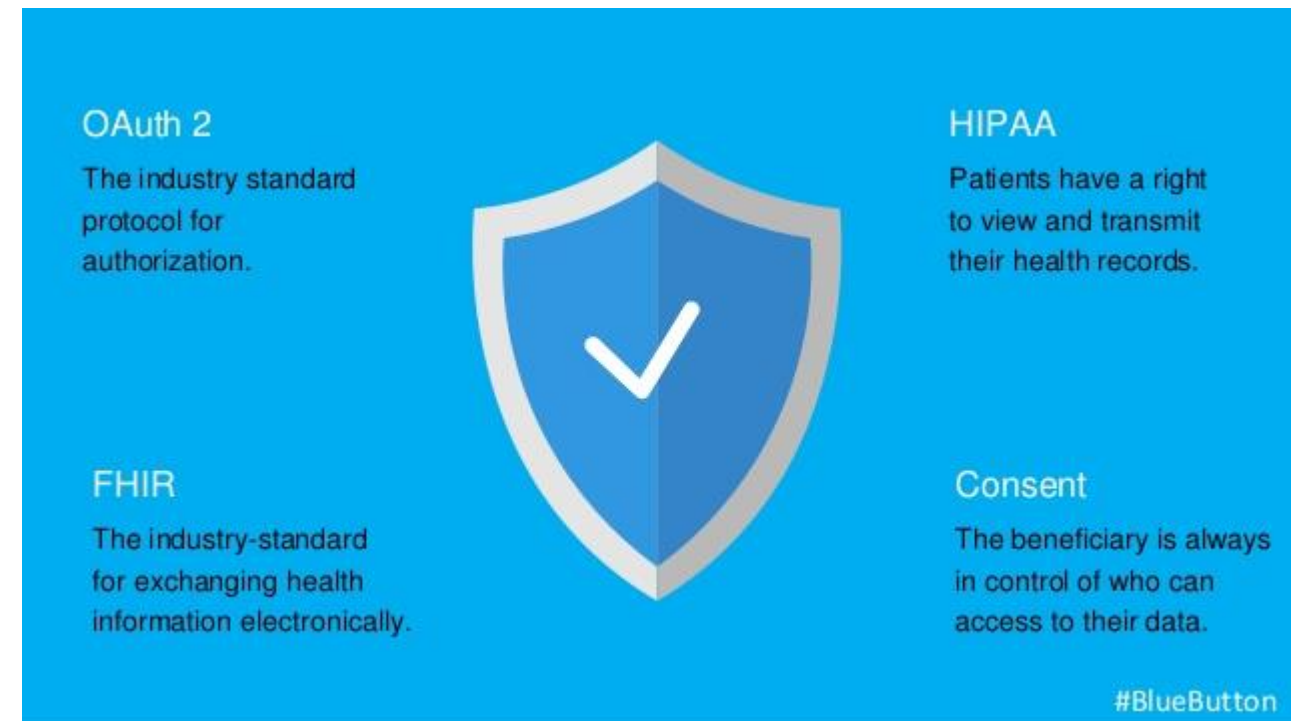 OAuth 2
The industry standard
protocol for
authorization.
HIPAA
Patients have a right
to view and transmit
their health records.
FHIR
The industry-standard
for exchanging health
information electronically.
Consent
The beneficiary is always
in control of who can
access to their data.
#BlueButton